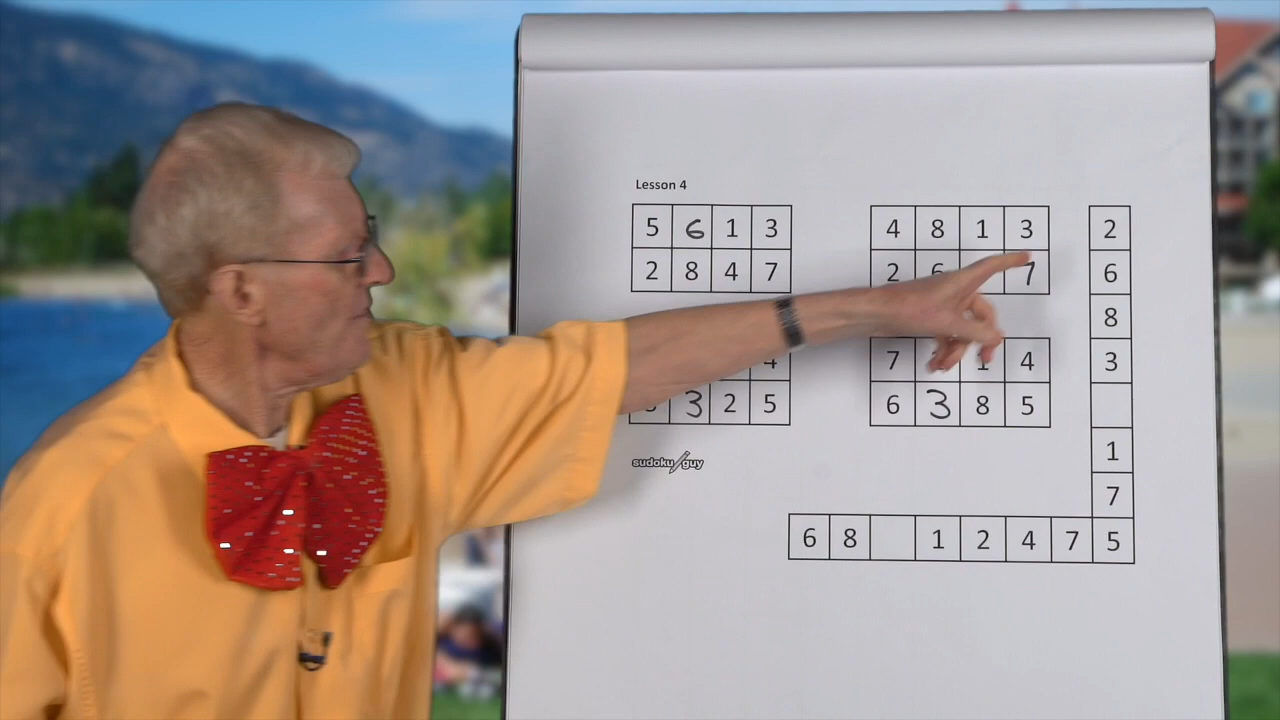 Lesson 4
5 6 1 3
2 8 4 7
4 8 1 3
2 6 7
4
3 2 5
7 1 4
6 3 8 5
2
6
8
3
1
7
6 8 1 2 4 7 5
sudoku guy